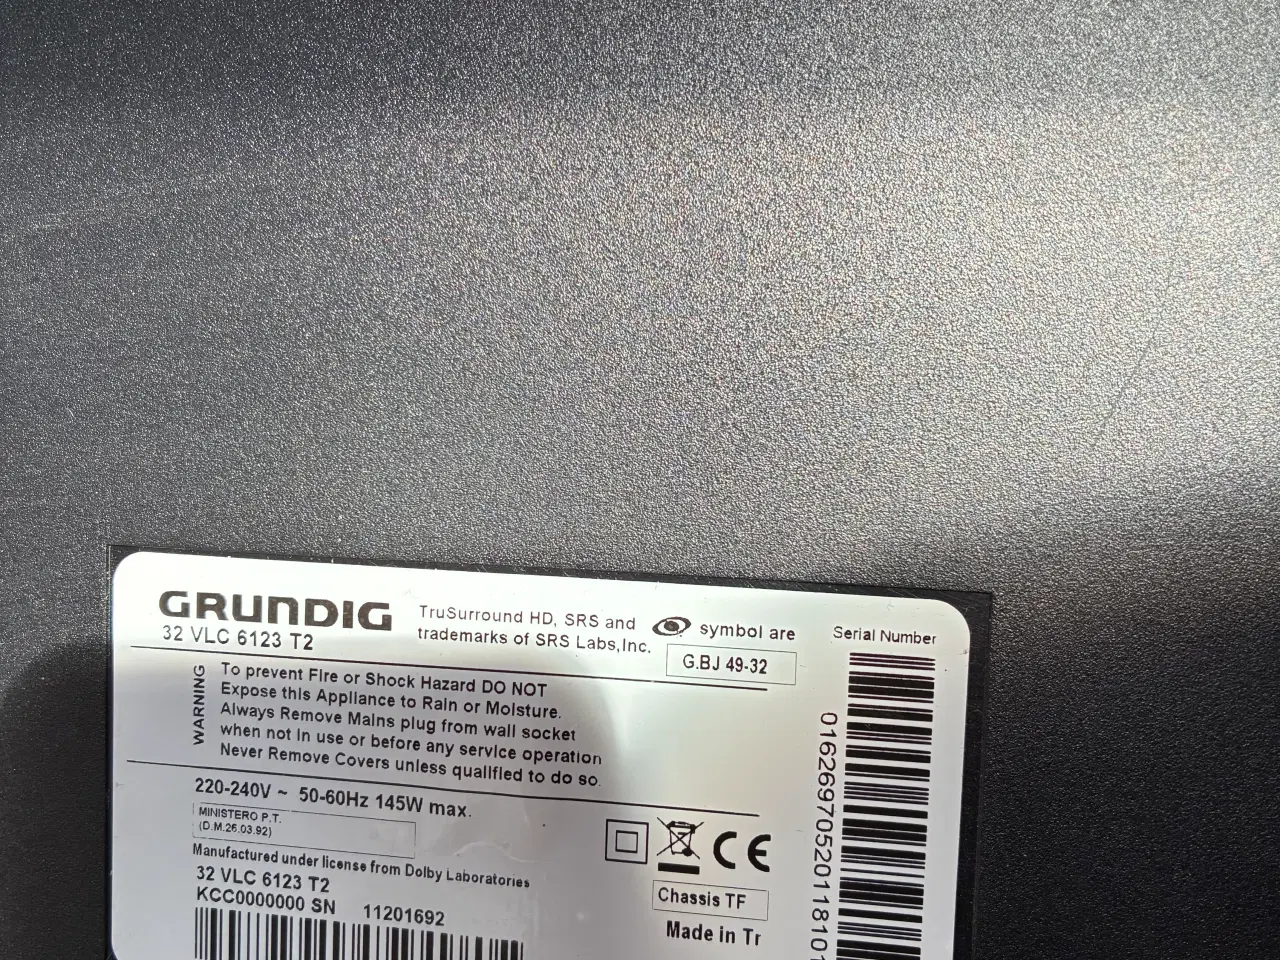 GRUNDIG
32 VLC 6123 T2
TruSurround HD, SRS and symbol are
trademarks of SRS Labs,Inc.
G.BJ 49-32
Serial Number
WARNING
To prevent Fire or Shock Hazard DO NOT
Expose this Appliance to Rain or Moisture.
Always Remove Mains plug from wall socket
when not in use or before any service operation
Never Remove Covers unless qualified to do so.
220-240V ~ 50-60Hz 145W max.
MINISTERO P.T.
(D.M.26.03.92)
Manufactured under license from Dolby Laboratories
32 VLC 6123 T2
KCC0000000 SN 11201692
CE
Chassis TF
Made in Tr
01626970520118101